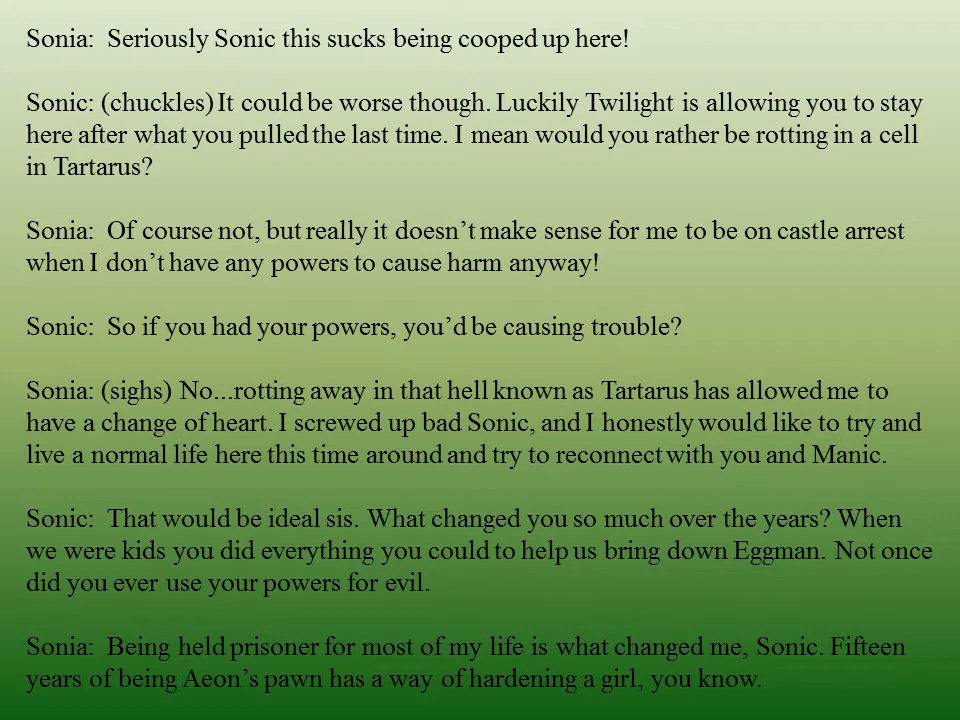 Sonia:  Seriously Sonic this sucks being cooped up here!
Sonic: (chuckles) It could be worse though. Luckily Twilight is allowing you to stay
here after what you pulled the last time. I mean would you rather be rotting in a cell
in Tartarus?
Sonia:  Of course not, but really it doesn’t make sense for me to be on castle arrest
when I don’t have any powers to cause harm anyway!
Sonic:  So if you had your powers, you’d be causing trouble?
Sonia: (sighs) No...rotting away in that hell known as Tartarus has allowed me to
have a change of heart. I screwed up bad Sonic, and I honestly would like to try and
live a normal life here this time around and try to reconnect with you and Manic.
Sonic:  That would be ideal sis. What changed you so much over the years? When
we were kids you did everything you could to help us bring down Eggman. Not once
did you ever use your powers for evil.
Sonia:  Being held prisoner for most of my life is what changed me, Sonic. Fifteen
years of being Aeon’s pawn has a way of hardening a girl, you know.